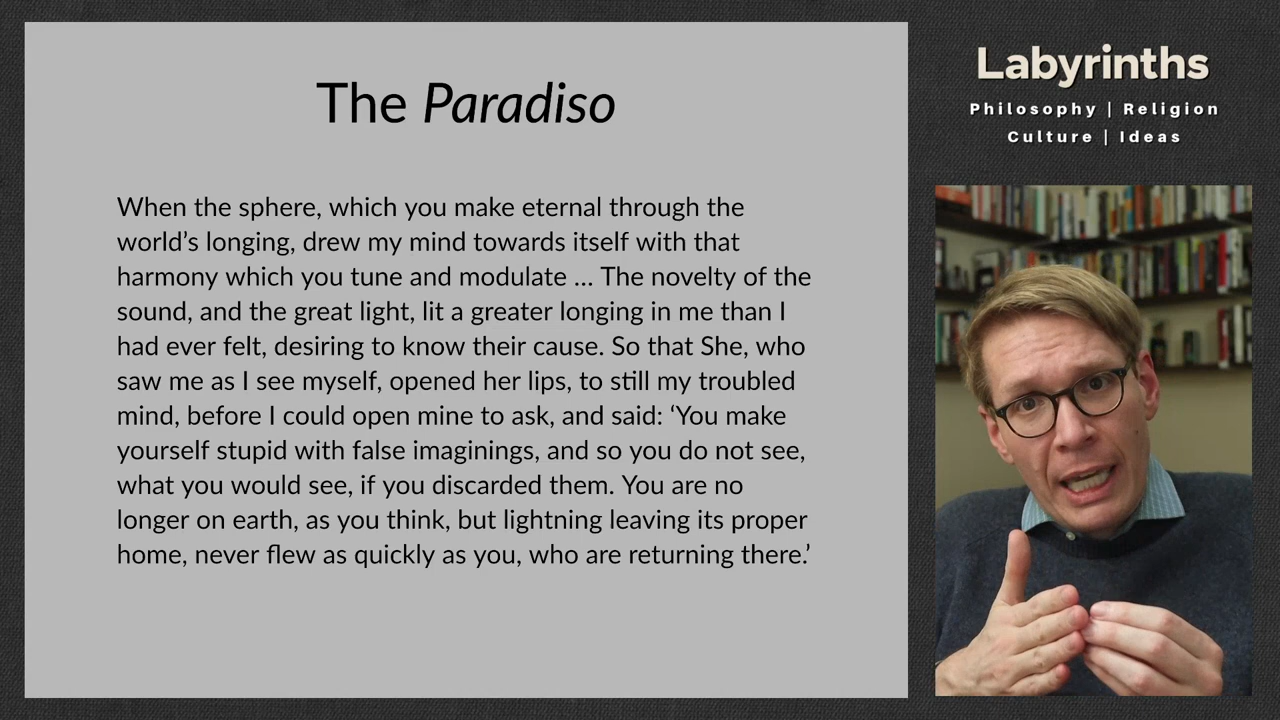 The Paradiso
When the sphere, which you make eternal through the
world’s longing, drew my mind towards itself with that
harmony which you tune and modulate ... The novelty of the
sound, and the great light, lit a greater longing in me than I
had ever felt, desiring to know their cause. So that She, who
saw me as I see myself, opened her lips, to still my troubled
mind, before I could open mine to ask, and said: ‘You make
yourself stupid with false imaginings, and so you do not see,
what you would see, if you discarded them. You are no
longer on earth, as you think, but lightning leaving its proper
home, never flew as quickly as you, who are returning there.’
Labyrinths
Philosophy | Religion
Culture | Ideas